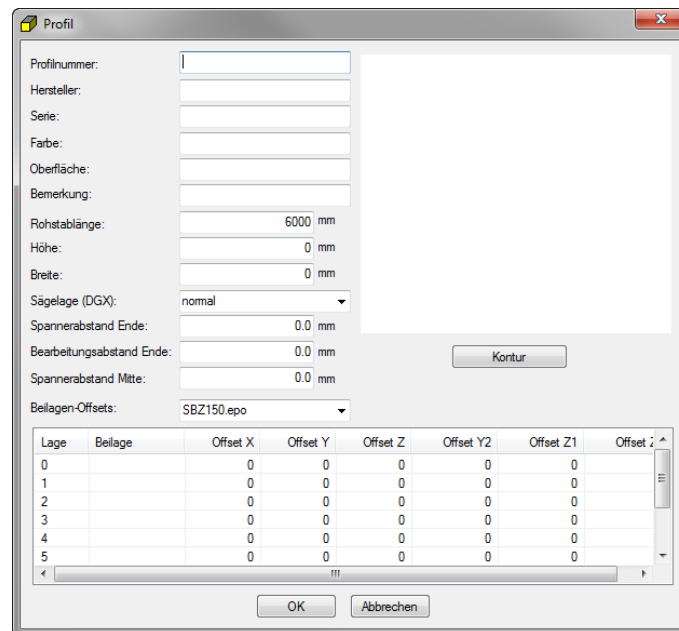 Profil
Profilnummer:
Hersteller:
Serie:
Farbe:
Oberfläche:
Bemerkung:
Rohstablänge: 6000 mm
Höhe: 0 mm
Breite: 0 mm
Sägelage (DGX): normal
Spannerabstand Ende: 0.0 mm
Bearbeitungsabstand Ende: 0.0 mm
Kontur
Spannerabstand Mitte: 0.0 mm
Beilagen-Offsets: SBZ150.epo
Lage Beilage Offset X Offset Y Offset Z Offset Y2 Offset Z1 Offset
0 0 0 0 0 0
1 0 0 0 0 0
2 0 0 0 0 0
3 0 0 0 0 0
4 0 0 0 0 0
5 0 0 0 0 0
OK Abbrechen